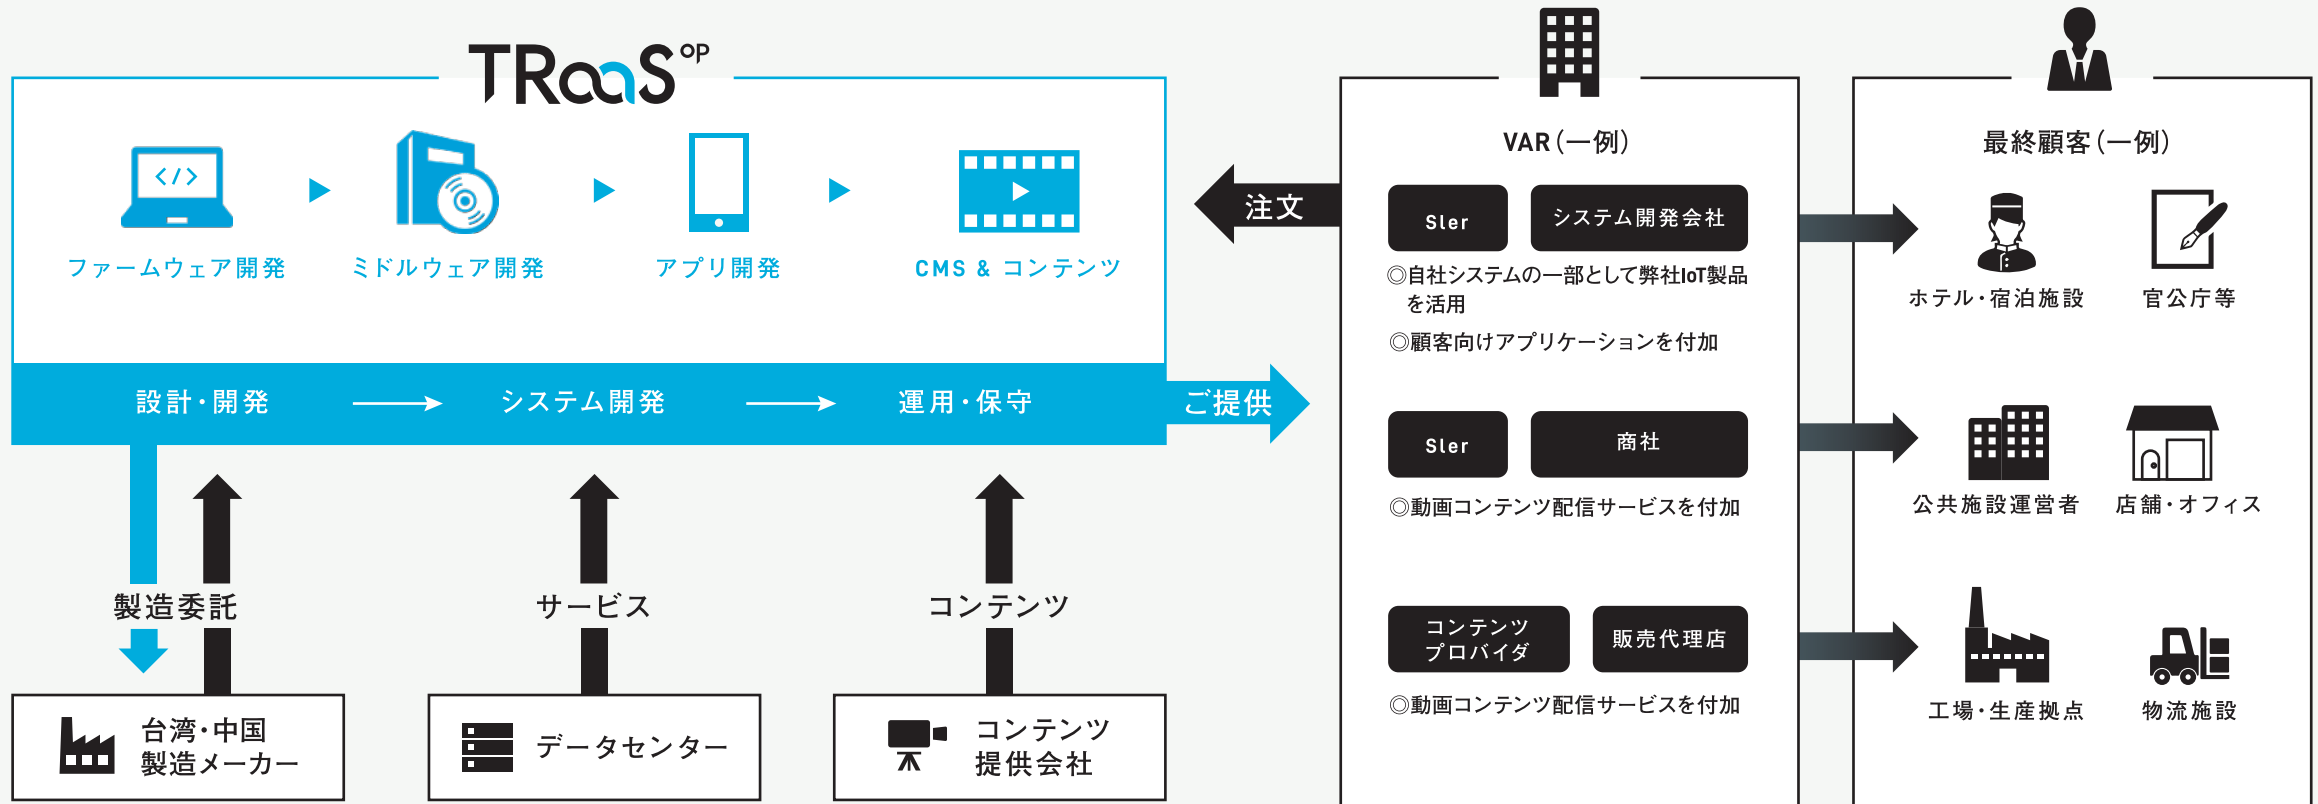 TRaaS OP
ファームウェア開発
ミドルウェア開発
アプリ開発
CMS & コンテンツ
設計・開発
システム開発
運用・保守
ご提供
注文
製造委託
サービス
コンテンツ
台湾・中国
製造メーカー
データセンター
コンテンツ
提供会社
VAR(一例)
SIer
システム開発会社
◎自社システムの一部として弊社IoT製品
を活用
◎顧客向けアプリケーションを付加
SIer
商社
◎動画コンテンツ配信サービスを付加
コンテンツ
プロバイダ
販売代理店
◎動画コンテンツ配信サービスを付加
最終顧客(一例)
ホテル・宿泊施設
官公庁等
公共施設運営者
店舗・オフィス
工場・生産拠点
物流施設